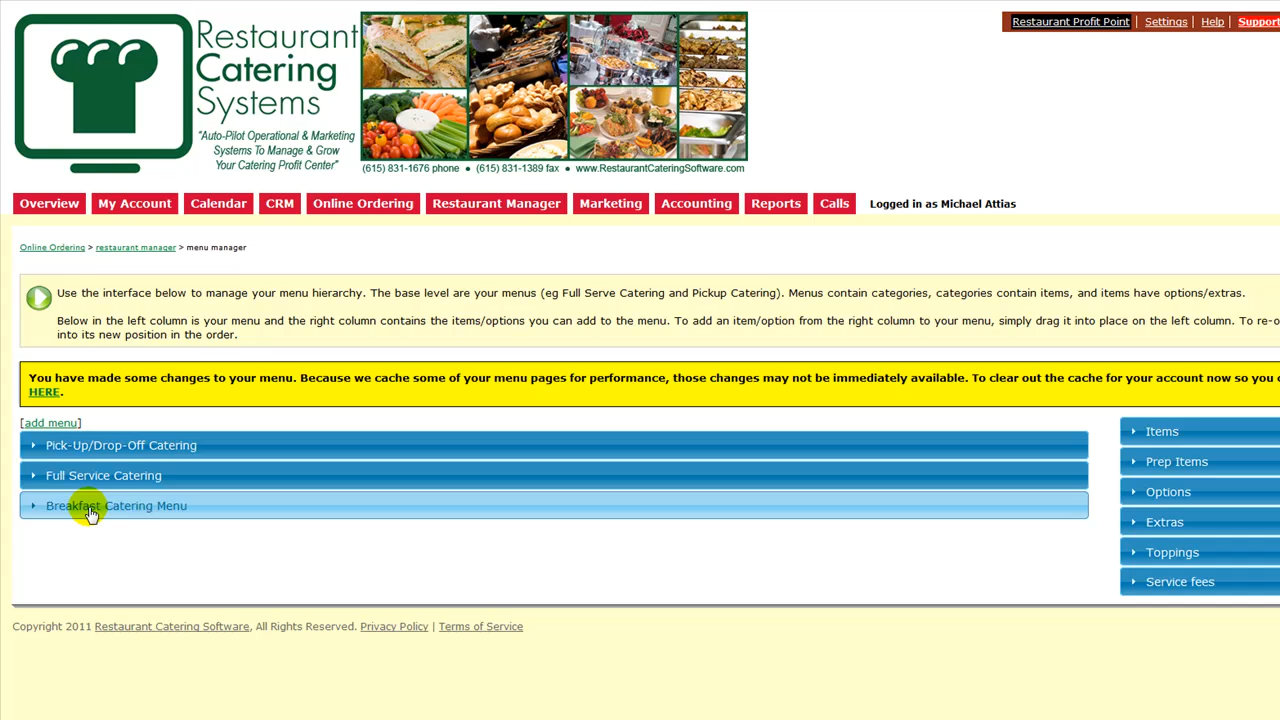 Restaurant Profit Point | Settings | Help | Support
Restaurant
Catering
Systems
"Auto-Pilot Operational & Marketing
Systems To Manage & Grow
Your Catering Profit Center"
(615) 831-1676 phone • (615) 831-1389 fax • www.RestaurantCateringSoftware.com
Overview My Account Calendar CRM Online Ordering Restaurant Manager Marketing Accounting Reports Calls Logged in as Michael Attias
Online Ordering > restaurant manager > menu manager
Use the interface below to manage your menu hierarchy. The base level are your menus (eg Full Serve Catering and Pickup Catering). Menus contain categories, categories contain items, and items have options/extras.
Below in the left column is your menu and the right column contains the items/options you can add to the menu. To add an item/option from the right column to your menu, simply drag it into place on the left column. To re-o
into its new position in the order.
You have made some changes to your menu. Because we cache some of your menu pages for performance, those changes may not be immediately available. To clear out the cache for your account now so you c
HERE.
[add menu]
Pick-Up/Drop-Off Catering
Full Service Catering
Breakfast Catering Menu
Items
Prep Items
Options
Extras
Toppings
Service fees
Copyright 2011 Restaurant Catering Software, All Rights Reserved. Privacy Policy | Terms of Service